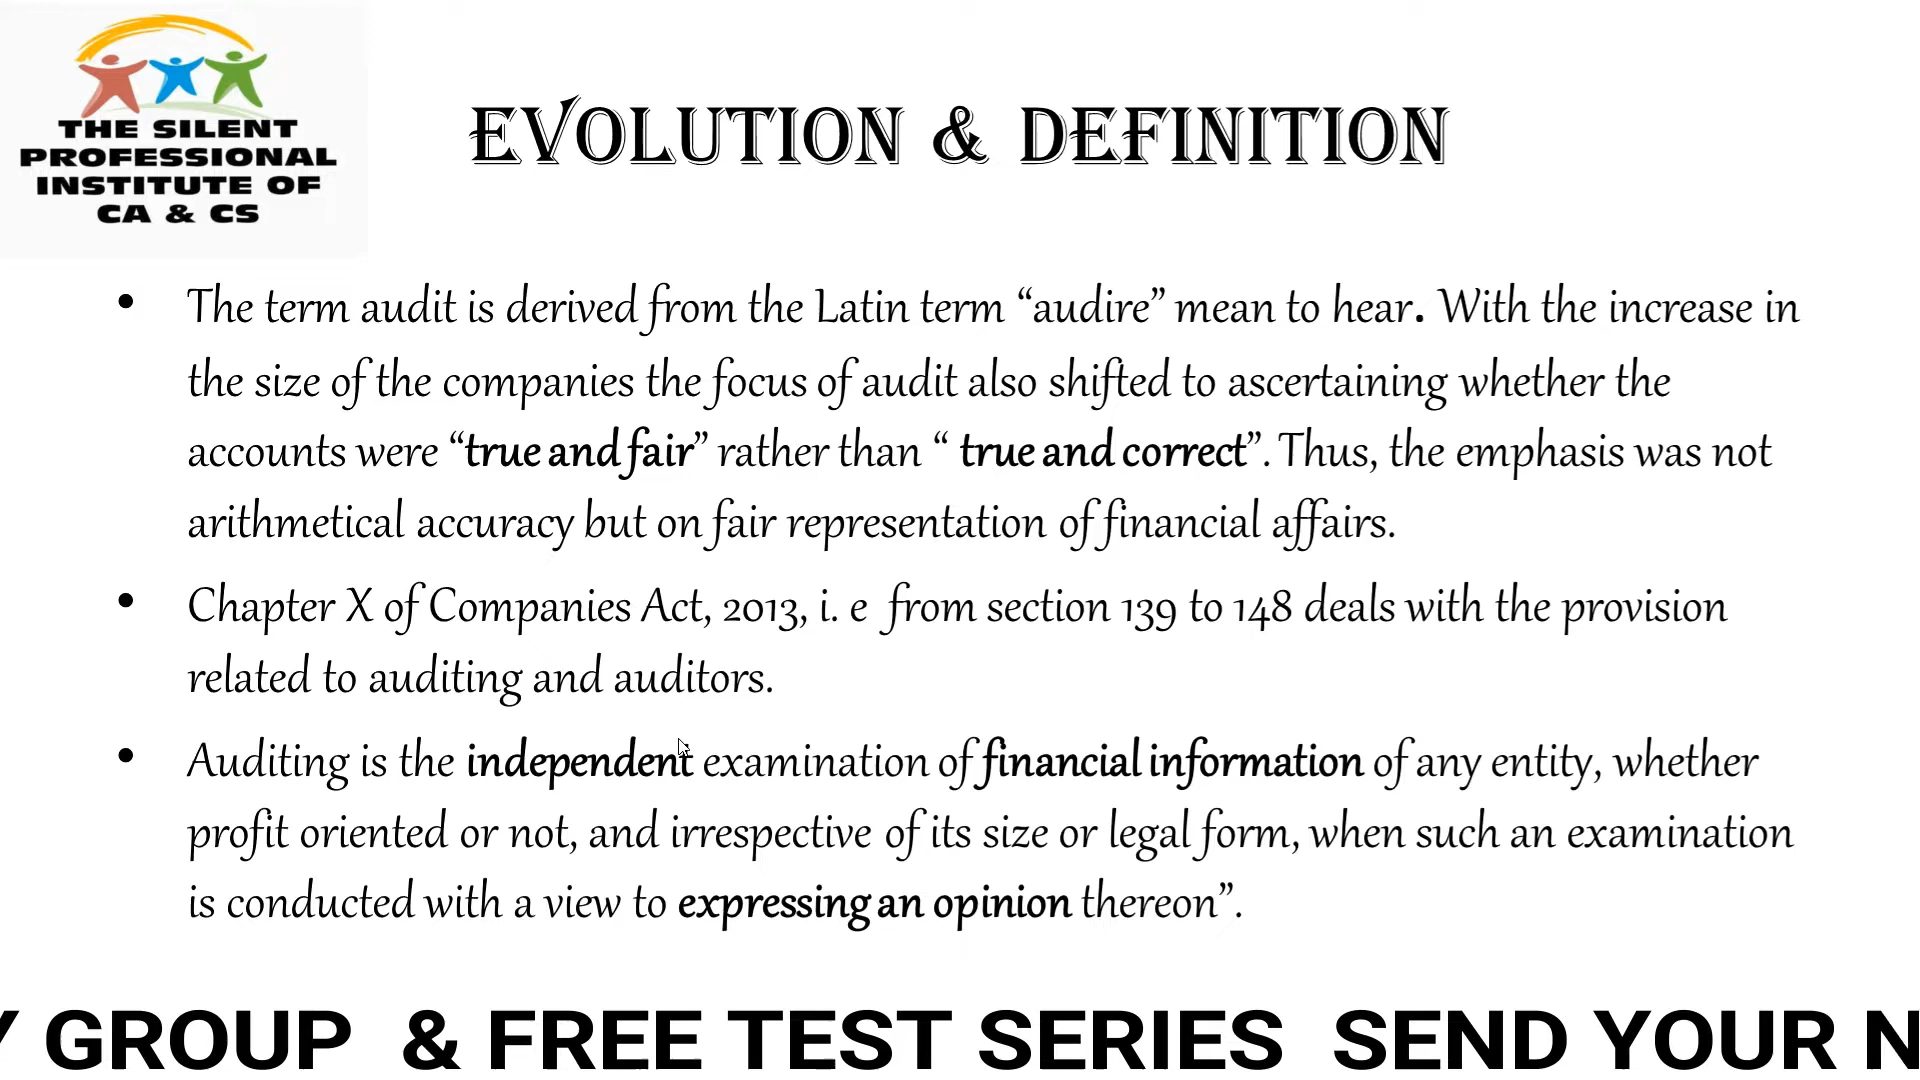 THE SILENT
PROFESSIONAL
INSTITUTE OF
CA & CS
EVOLUTION & DEFINITION
• The term audit is derived from the Latin term “audire” mean to hear. With the increase in
the size of the companies the focus of audit also shifted to ascertaining whether the
accounts were “true and fair” rather than “ true and correct”. Thus, the emphasis was not
arithmetical accuracy but on fair representation of financial affairs.
• Chapter X of Companies Act, 2013, i. e from section 139 to 148 deals with the provision
related to auditing and auditors.
• Auditing is the independent examination of financial information of any entity, whether
profit oriented or not, and irrespective of its size or legal form, when such an examination
is conducted with a view to expressing an opinion thereon”.
Y GROUP & FREE TEST SERIES SEND YOUR N